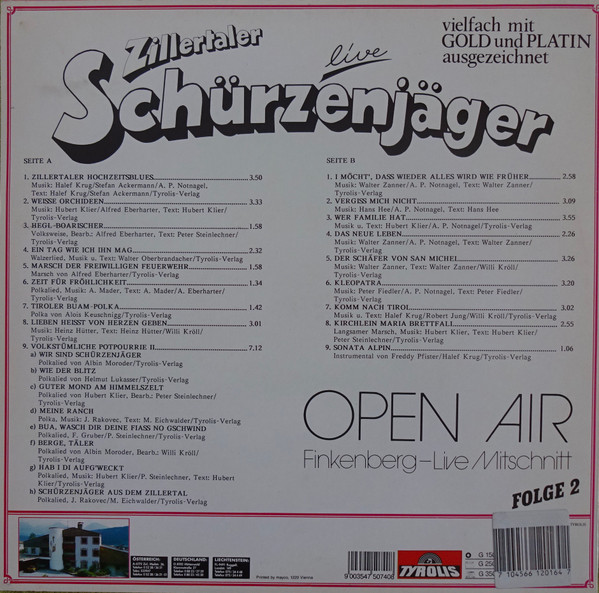 Zillertaler
live
Schürzenjäger
vielfach mit
GOLD und PLATIN
ausgezeichnet
SEITE A
1. ZILLERTALER HOCHZEITSBLUES 3.50
Musik: Halef Krug/Stefan Ackermann/A. P. Notnagel,
Text: Halef Krug/Stefan Ackermann/Tyrolis-Verlag
2. WEISSE ORCHIDEEN 3.33
Musik: Hubert Klier/Alfred Eberharter, Text: Hubert Klier/
Tyrolis-Verlag
3. HEGL-BOARISCHER 1.58
Volksweise, Bearb.: Alfred Eberharter, Text: Peter Steinlechner/
Tyrolis-Verlag
4. EIN TAG WIE ICH IHN MAG 2.32
Walzerlied, Musik u. Text: Walter Oberbrandacher/Tyrolis-Verlag
5. MARSCH DER FREIWILLIGEN FEUERWEHR 1.58
Marsch von Alfred Eberharter/Tyrolis-Verlag
6. ZEIT FÜR FRÖHLICHKEIT 1.34
Polkalied, Musik: A. Mader, Text: A. Mader/A. Eberharter/
Tyrolis-Verlag
7. TIROLER BUAM-POLKA 1.42
Polka von Alois Keuschnigg/Tyrolis-Verlag
8. LIEBEN HEISST VON HERZEN GEBEN 3.01
Musik: Heinz Hütter, Text: Heinz Hütter/Willi Kröll/
Tyrolis-Verlag
9. VOLKSTÜMLICHE POTPOURRIE II 7.12
a) WIR SIND SCHÜRZENJÄGER
Polkalied von Albin Moroder/Tyrolis-Verlag
b) WIE DER BLITZ
Polkalied von Helmut Lukasser/Tyrolis-Verlag
c) GUTER MOND AM HIMMELSZELT
Polkalied von Hubert Klier, Bearb.: Peter Steinlechner/
Tyrolis-Verlag
d) MEINE RANCH
Polka, Musik: J. Rakovec, Text: M. Eichwalder/Tyrolis-Verlag
e) BUA, WASCH DIR DEINE FIASS NO GSCHWIND
Polkalied, F. Gruber/P. Steinlechner/Tyrolis-Verlag
f) BERGE, TÄLER
Polkalied von Albin Moroder, Bearb.: Willi Kröll/
Tyrolis-Verlag
g) HAB I DI AUFGWECKT
Polkalied, Musik: Hubert Klier/P. Steinlechner, Text: Hubert
Klier/Tyrolis-Verlag
h) SCHÜRZENJÄGER AUS DEM ZILLERTAL
Polkalied, J. Rakovec/M. Eichwalder/Tyrolis-Verlag
SEITE B
1. I MÖCHT', DASS WIEDER ALLES WIRD WIE FRÜHER 2.58
Musik: Walter Zanner/A. P. Notnagel, Text: Walter Zanner/
Tyrolis-Verlag
2. VERGISS MICH NICHT 3.09
Musik: Hans Hee/A. P. Notnagel, Text: Hans Hee
3. WER FAMILIE HAT 3.55
Musik u. Text: Hubert Klier/A. P. Notnagel/Tyrolis-Verlag
4. DAS NEUE LEBEN 2.26
Musik: Walter Zanner/A. P. Notnagel, Text: Walter Zanner/
Tyrolis-Verlag
5. DER SCHÄFER VON SAN MICHEL 3.26
Musik: Walter Zanner, Text: Walter Zanner/Willi Kröll/
Tyrolis-Verlag
6. KLEOPATRA 3.20
Musik: Peter Fiedler/A. P. Notnagel, Text: Peter Fiedler/
Tyrolis-Verlag
7. KOMM NACH TIROL 3.02
Musik u. Text: Halef Krug/Robert Jung/Willi Kröll/Tyrolis-Verlag
8. KIRCHLEIN MARIA BRETTFALL 2.55
Langsamer Marsch, Musik: Hubert Klier, Text: Hubert Klier/
Peter Steinlechner/Tyrolis-Verlag
9. SONATA ALPIN 1.06
Instrumental von Freddy Pfister/Halef Krug/Tyrolis-Verlag
OPEN AIR
Finkenberg-Live/Mitschnitt
FOLGE 2
ÖSTERREICH:
DEUTSCHLAND:
LIECHTENSTEIN:
9 003547 507408
TYROLIS
7 104566 120164 7